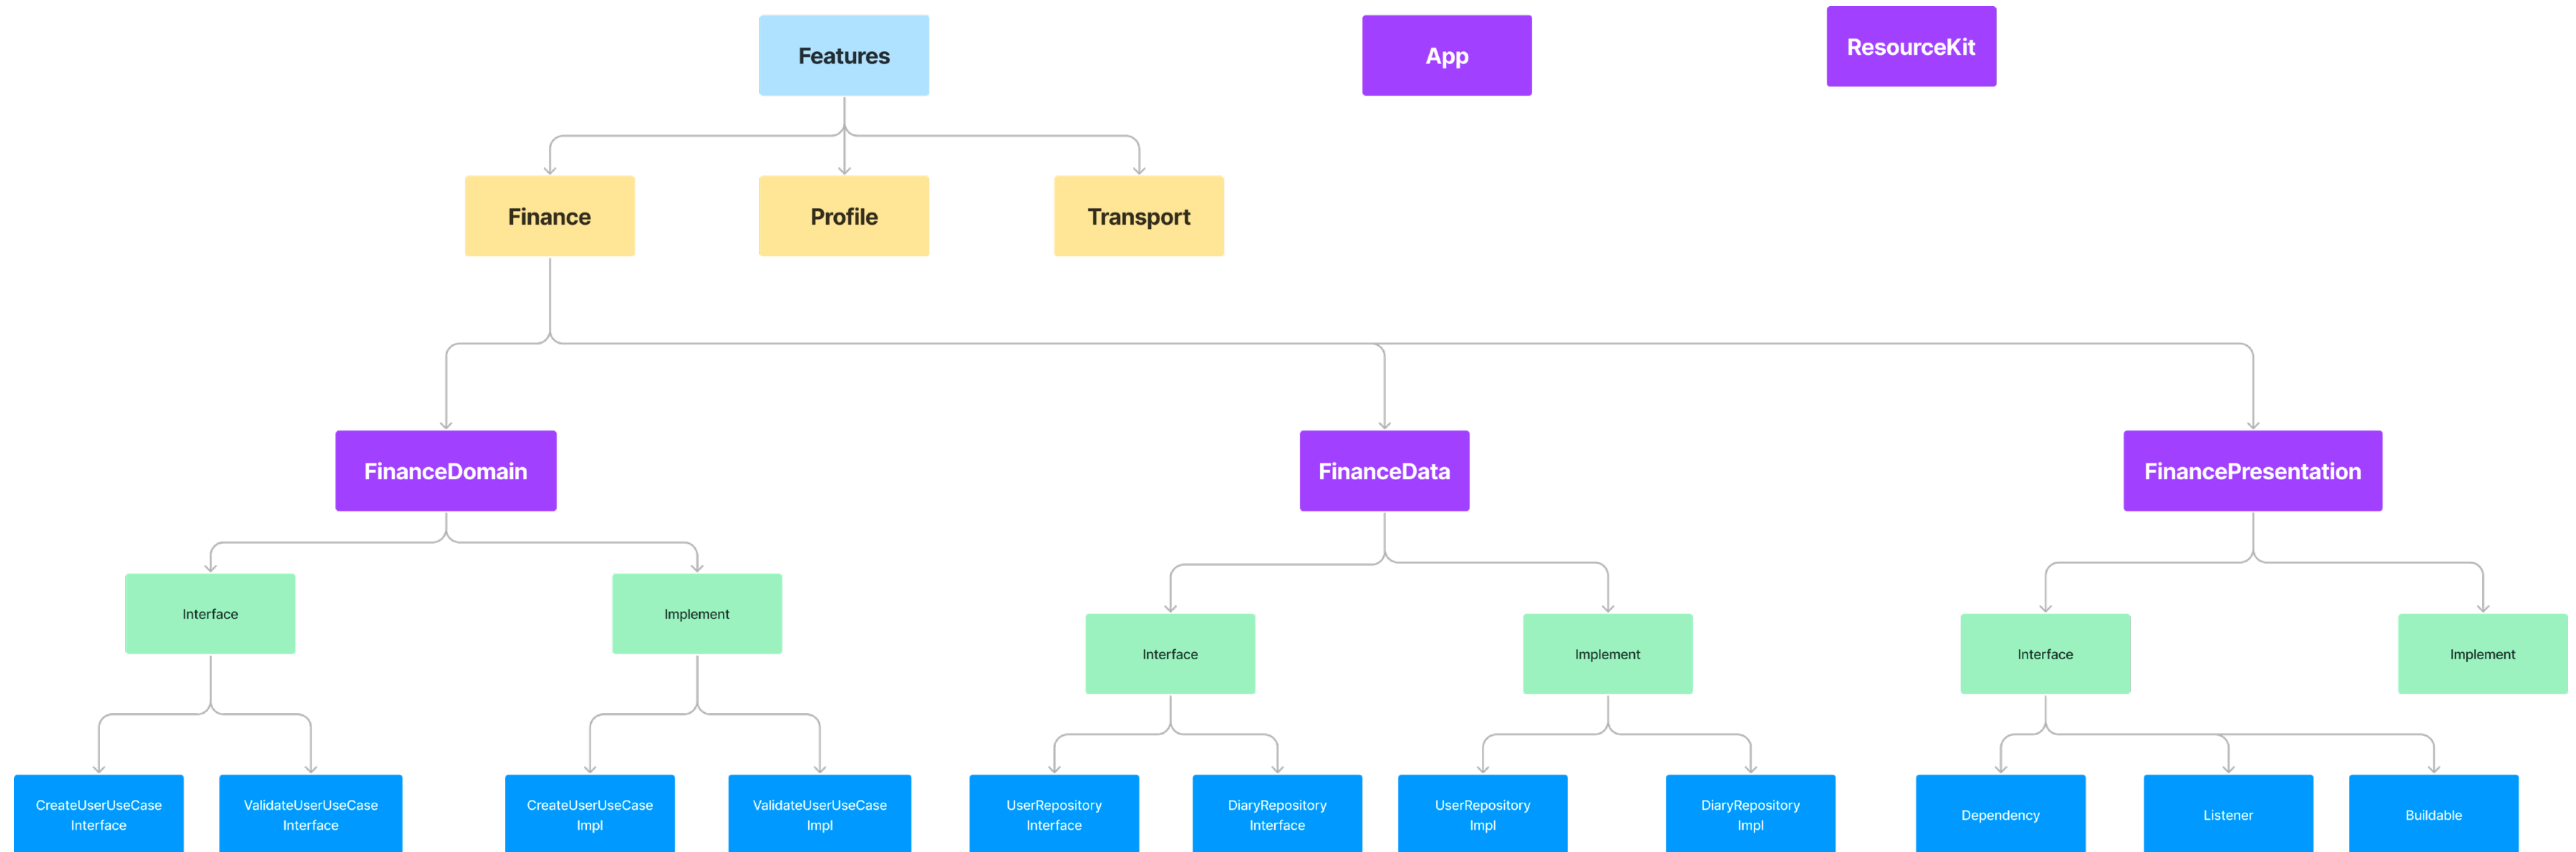 Features
App
ResourceKit
Finance
Profile
Transport
FinanceDomain
FinanceData
FinancePresentation
Interface
Implement
Interface
Implement
Interface
Implement
CreateUserUseCase
Interface
ValidateUserUseCase
Interface
CreateUserUseCase
Impl
ValidateUserUseCase
Impl
UserRepository
Interface
DiaryRepository
Interface
UserRepository
Impl
DiaryRepository
Impl
Dependency
Listener
Buildable